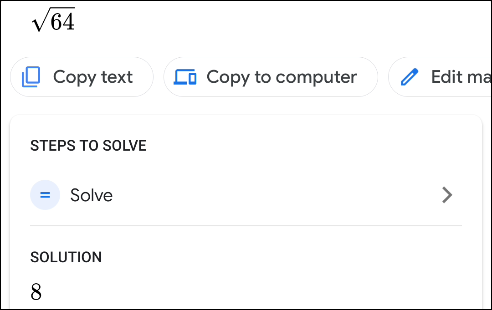 √64
Copy text
Copy to computer
Edit ma
STEPS TO SOLVE
=
Solve
SOLUTION
8